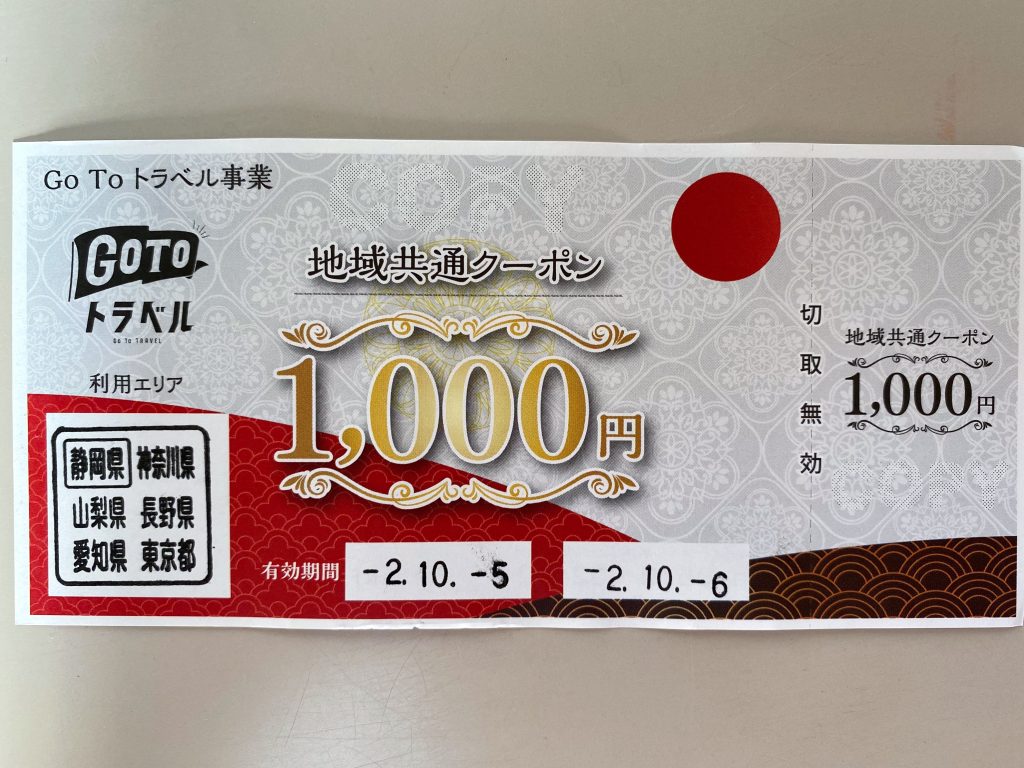 Go To トラベル事業
COPY
GOTO
トラベル
GO TO TRAVEL
地域共通クーポン
1,000円
利用エリア
静岡県 神奈川県
山梨県 長野県
愛知県 東京都
有効期間 -2.10.-5 -2.10.-6
切取無効
地域共通クーポン
1,000円
COPY